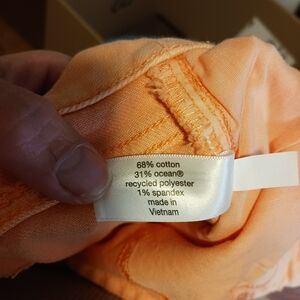 68% cotton
31% ocean®
recycled polyester
1% spandex
made in
Vietnam